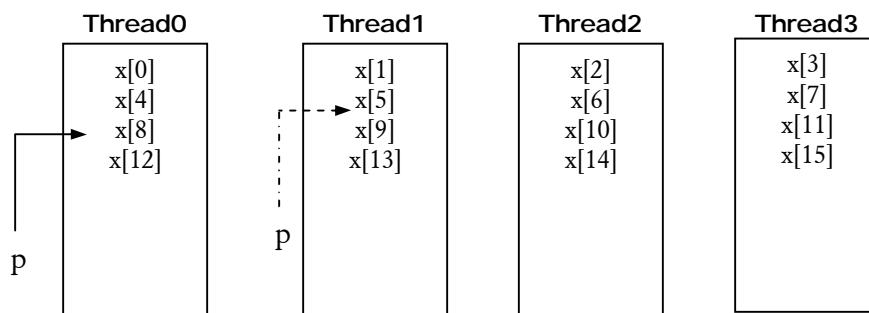 Thread0 Thread1 Thread2 Thread3
x[0] x[1] x[2] x[3]
x[4] x[5] x[6] x[7]
x[8] x[9] x[10] x[11]
x[12] x[13] x[14] x[15]
p
p